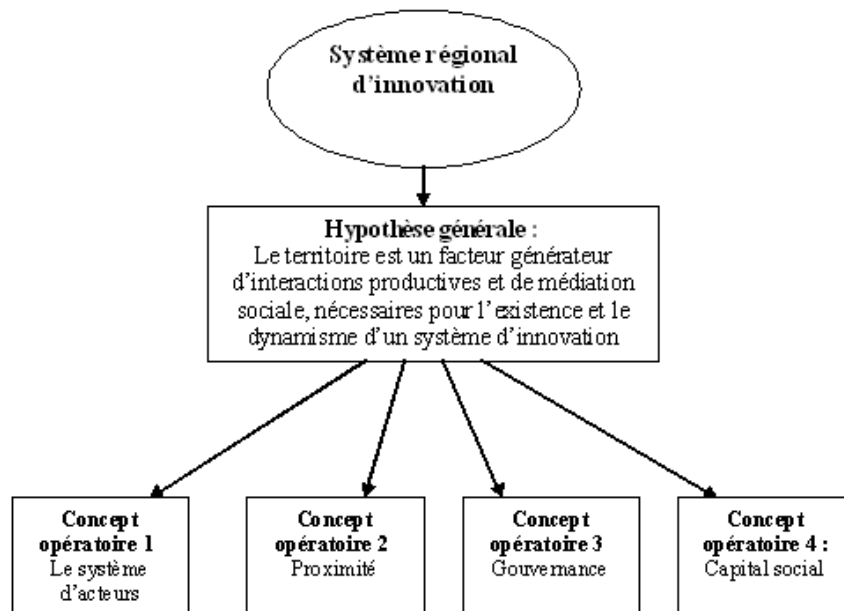 Système régional
d'innovation
Hypothèse générale :
Le territoire est un facteur générateur
d'interactions productives et de médiation
sociale, nécessaires pour l'existence et le
dynamisme d'un système d'innovation
Concept
opératoire 1
Le système
d'acteurs
Concept
opératoire 2
Proximité
Concept
opératoire 3
Gouvernance
Concept
opératoire 4 :
Capital social